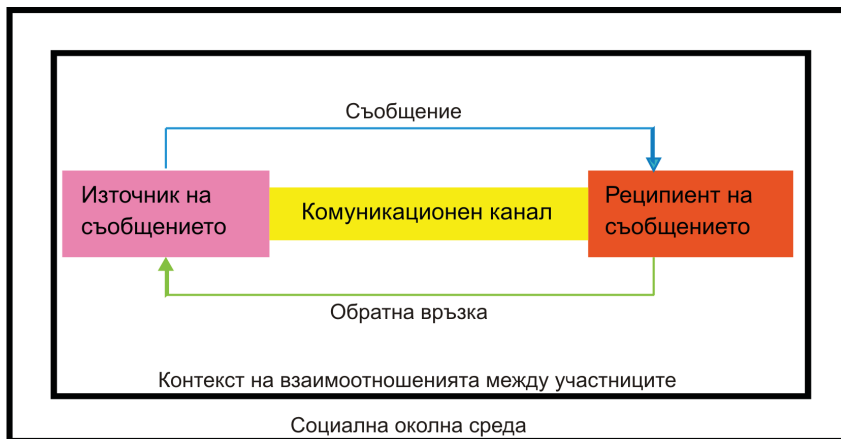 Съобщение
Източник на
съобщението
Комуникационен канал
Реципиент на
съобщението
Обратна връзка
Контекст на взаимоотношенията между участниците
Социална околна среда